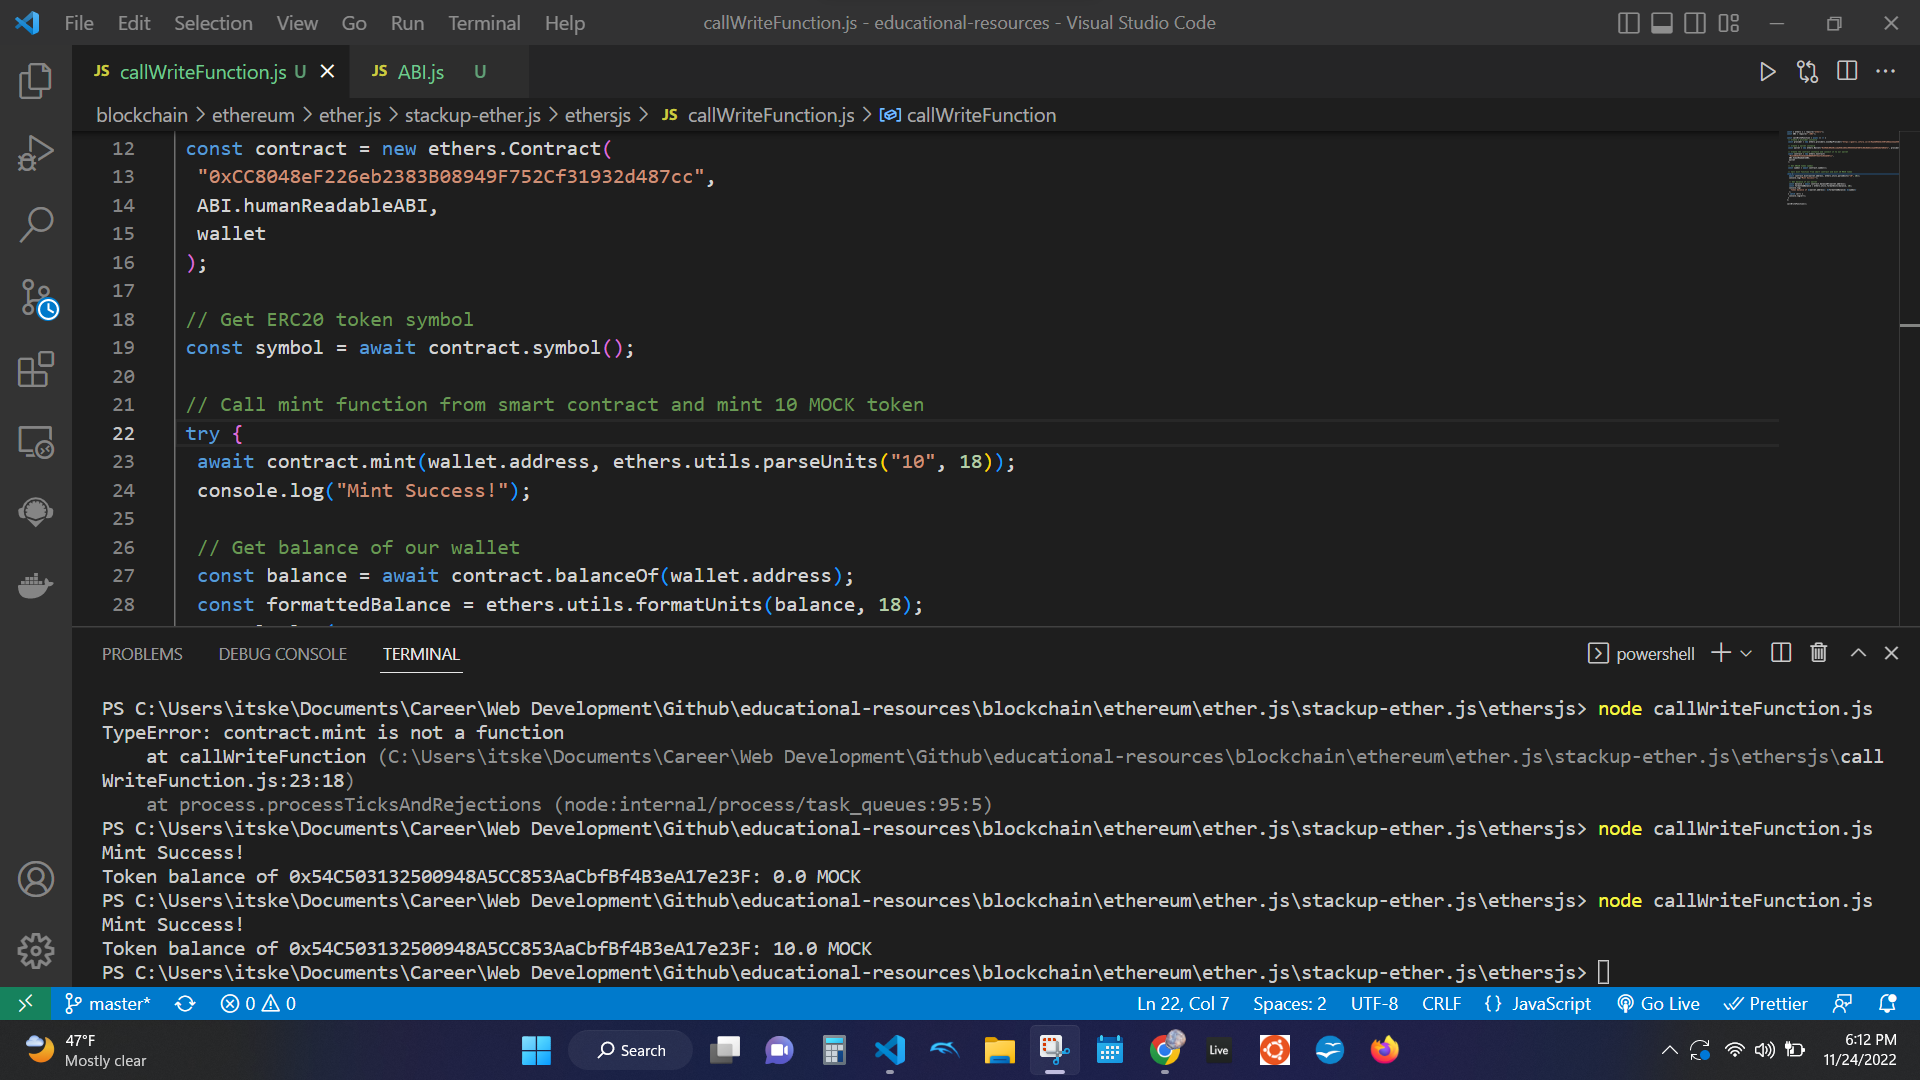 File Edit Selection View Go Run Terminal Help
callWriteFunction.js - educational-resources - Visual Studio Code
JS callWriteFunction.js U
JS ABI.js U
blockchain > ethereum > ether.js > stackup-ether.js > ethersjs > JS callWriteFunction.js > callWriteFunction
12 const contract = new ethers.Contract(
13 "0xCC8048eF226eb2383B08949F752Cf31932d487cc",
14 ABI.humanReadableABI,
15 wallet
16 );
17
18 // Get ERC20 token symbol
19 const symbol = await contract.symbol();
20
21 // Call mint function from smart contract and mint 10 MOCK token
22 try {
23 await contract.mint(wallet.address, ethers.utils.parseUnits("10", 18));
24 console.log("Mint Success!");
25
26 // Get balance of our wallet
27 const balance = await contract.balanceOf(wallet.address);
28 const formattedBalance = ethers.utils.formatUnits(balance, 18);
PROBLEMS DEBUG CONSOLE TERMINAL
powershell
PS C:\Users\itske\Documents\Career\Web Development\Github\educational-resources\blockchain\ethereum\ether.js\stackup-ether.js\ethersjs> node callWriteFunction.js
TypeError: contract.mint is not a function
at callWriteFunction (C:\Users\itske\Documents\Career\Web Development\Github\educational-resources\blockchain\ethereum\ether.js\stackup-ether.js\ethersjs\call
WriteFunction.js:23:18)
at process.processTicksAndRejections (node:internal/process/task_queues:95:5)
PS C:\Users\itske\Documents\Career\Web Development\Github\educational-resources\blockchain\ethereum\ether.js\stackup-ether.js\ethersjs> node callWriteFunction.js
Mint Success!
Token balance of 0x54C503132500948A5CC853AaCbfBf4B3eA17e23F: 0.0 MOCK
PS C:\Users\itske\Documents\Career\Web Development\Github\educational-resources\blockchain\ethereum\ether.js\stackup-ether.js\ethersjs> node callWriteFunction.js
Mint Success!
Token balance of 0x54C503132500948A5CC853AaCbfBf4B3eA17e23F: 10.0 MOCK
PS C:\Users\itske\Documents\Career\Web Development\Github\educational-resources\blockchain\ethereum\ether.js\stackup-ether.js\ethersjs>
master* 0 0
Ln 22, Col 7 Spaces: 2 UTF-8 CRLF {} JavaScript Go Live Prettier
47°F
Mostly clear
Search
Live
6:12 PM
11/24/2022